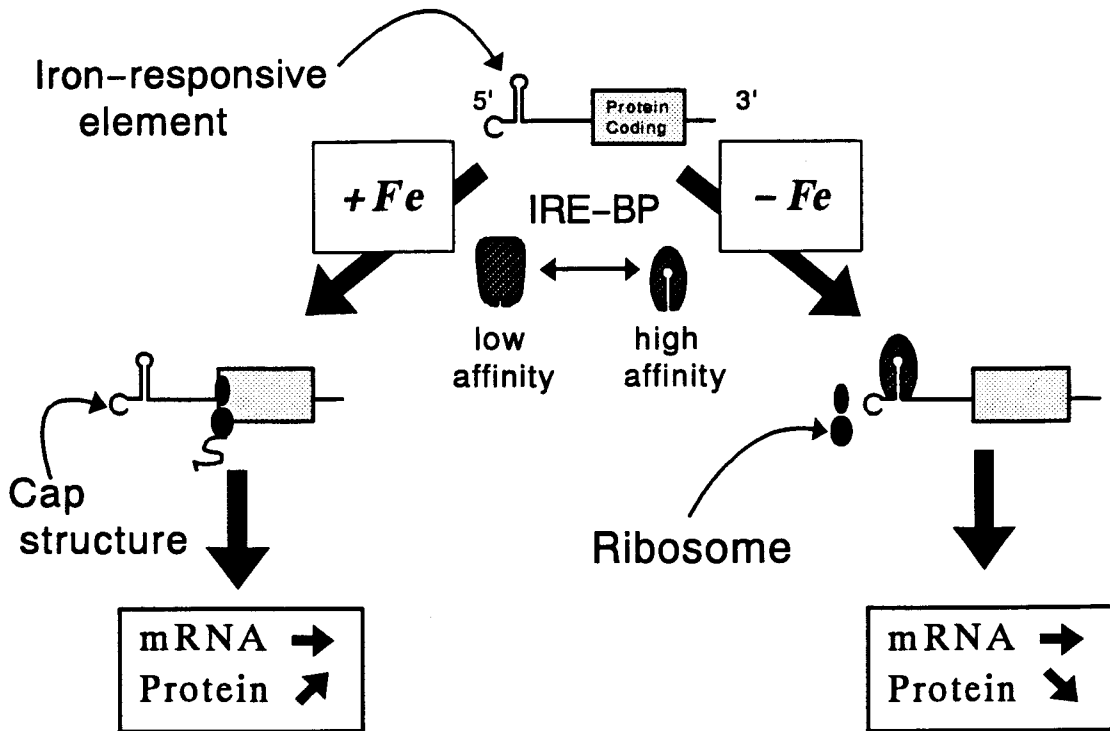 Iron-responsive
element
5'
3'
Protein
Coding
+Fe
IRE-BP
- Fe
low
affinity
high
affinity
Cap
structure
Ribosome
mRNA
Protein
mRNA
Protein